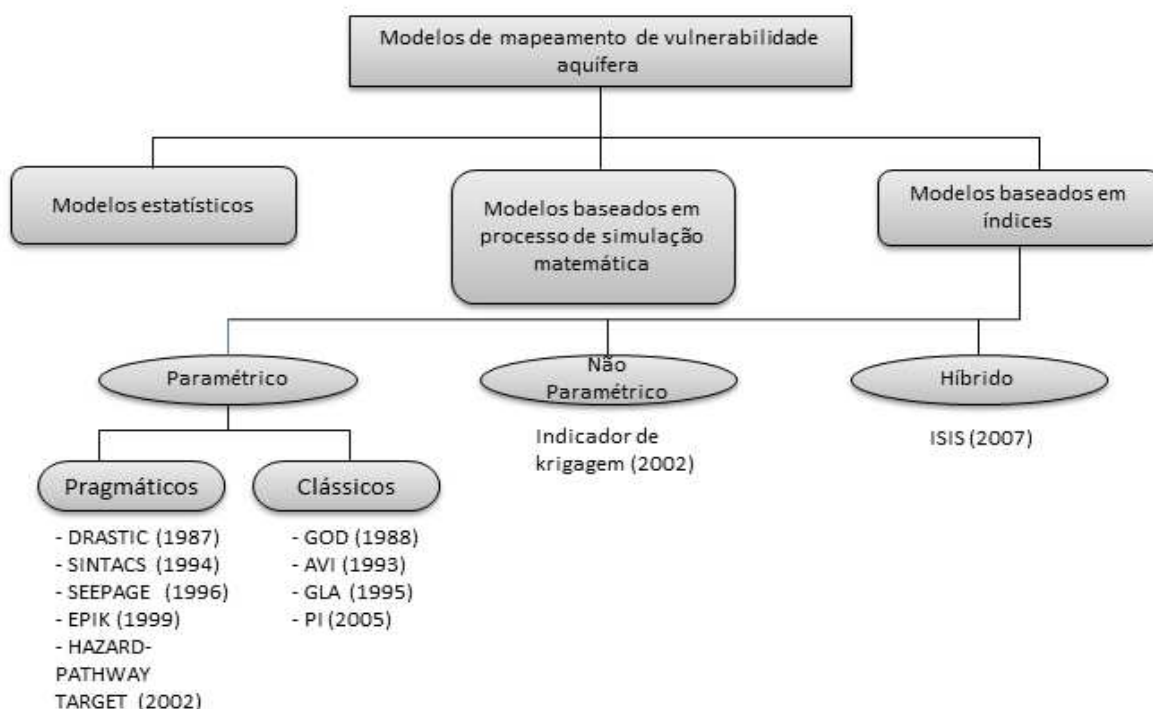 Modelos de mapeamento de vulnerabilidade
aquífera
Modelos estatísticos
Modelos baseados em
processo de simulação
matemática
Modelos baseados em
índices
Paramétrico
Não
Paramétrico
Híbrido
Indicador de
krigagem (2002)
ISIS (2007)
Pragmáticos
Clássicos
- DRASTIC (1987)
- SINTACS (1994)
- SEEPAGE (1996)
- EPIK (1999)
- HAZARD-
PATHWAY
TARGET (2002)
- GOD (1988)
- AVI (1993)
- GLA (1995)
- PI (2005)